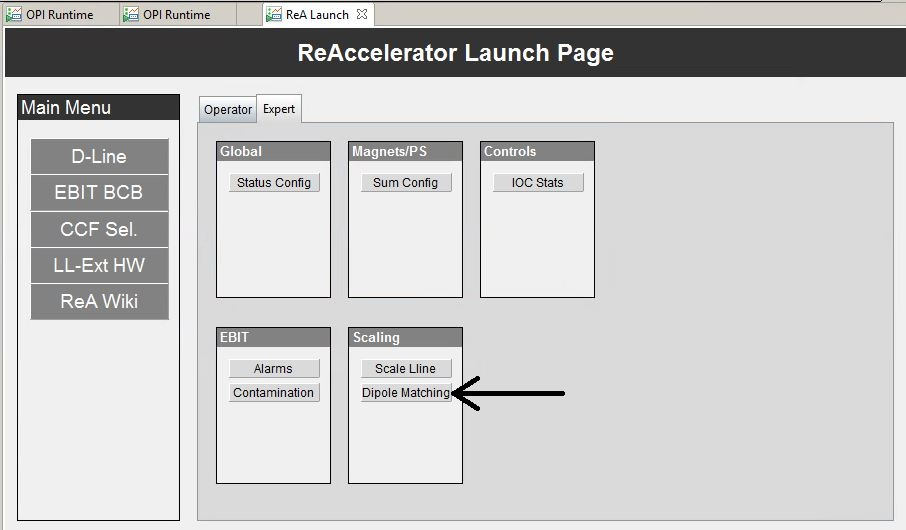 OPI Runtime
OPI Runtime
ReA Launch
ReAccelerator Launch Page
Main Menu
D-Line
EBIT BCB
CCF Sel.
LL-Ext HW
ReA Wiki
Operator
Expert
Global
Status Config
Magnets/PS
Sum Config
Controls
IOC Stats
EBIT
Alarms
Contamination
Scaling
Scale Lline
Dipole Matching